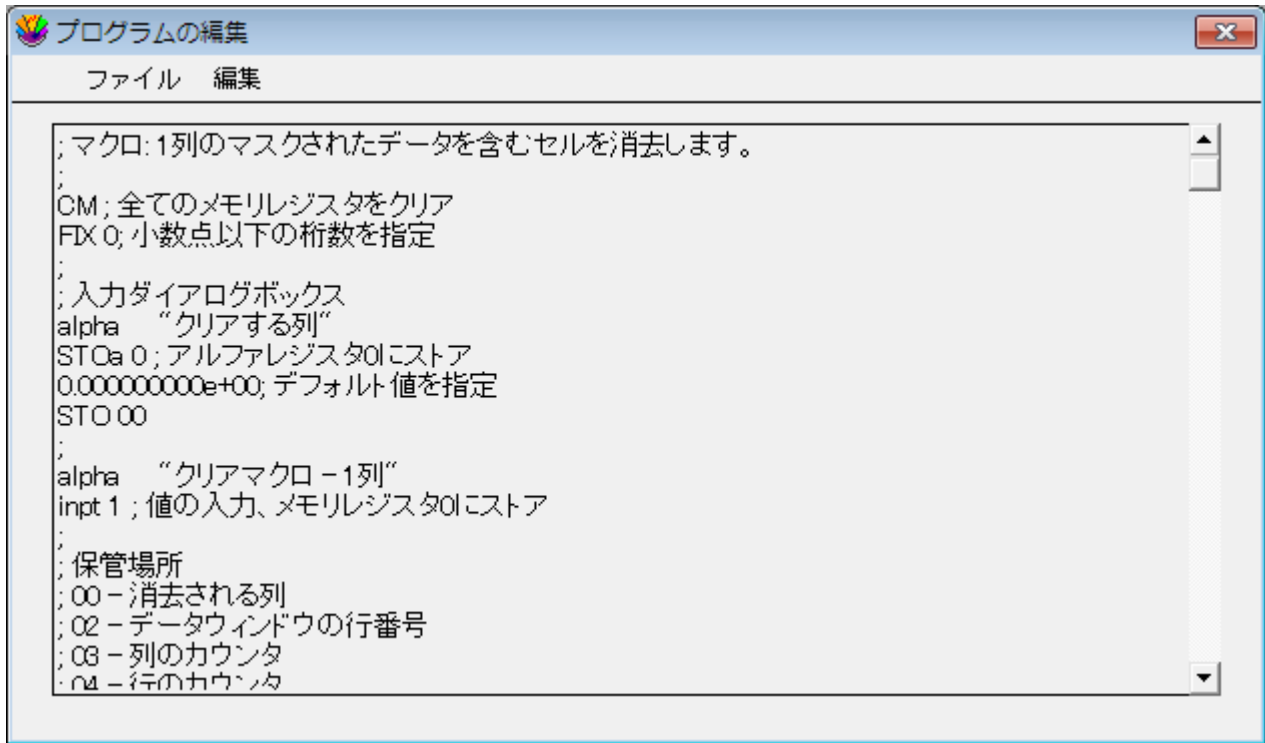 プログラムの編集
ファイル 編集
; マクロ: 1列のマスクされたデータを含むセルを消去します。
;
CM ; 全てのメモリレジスタをクリア
FIX 0; 小数点以下の桁数を指定
;
; 入力ダイアログボックス
alpha “クリアする列“
STOa 0 ; アルファレジスタ0にストア
0.000000000e+00; デフォルト値を指定
STO 00
;
alpha “クリアマクロ – 1列“
inpt 1 ; 値の入力、メモリレジスタ0にストア
;
; 保管場所
; 00 – 消去される列
; 02 – データウィンドウの行番号
; 03 – 列のカウンタ
; 04 – 行のカウンタ